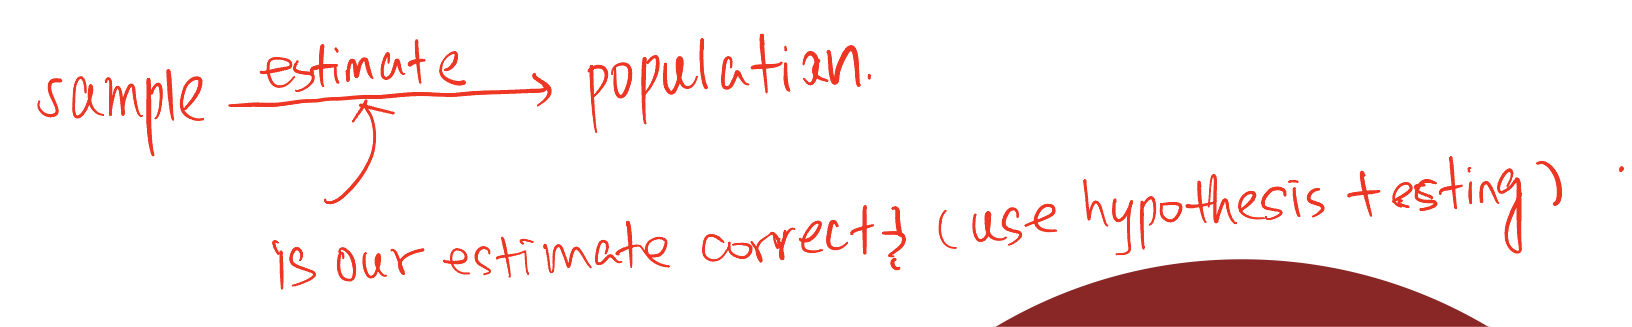 sample estimate population.
is our estimate correct? (use hypothesis testing)